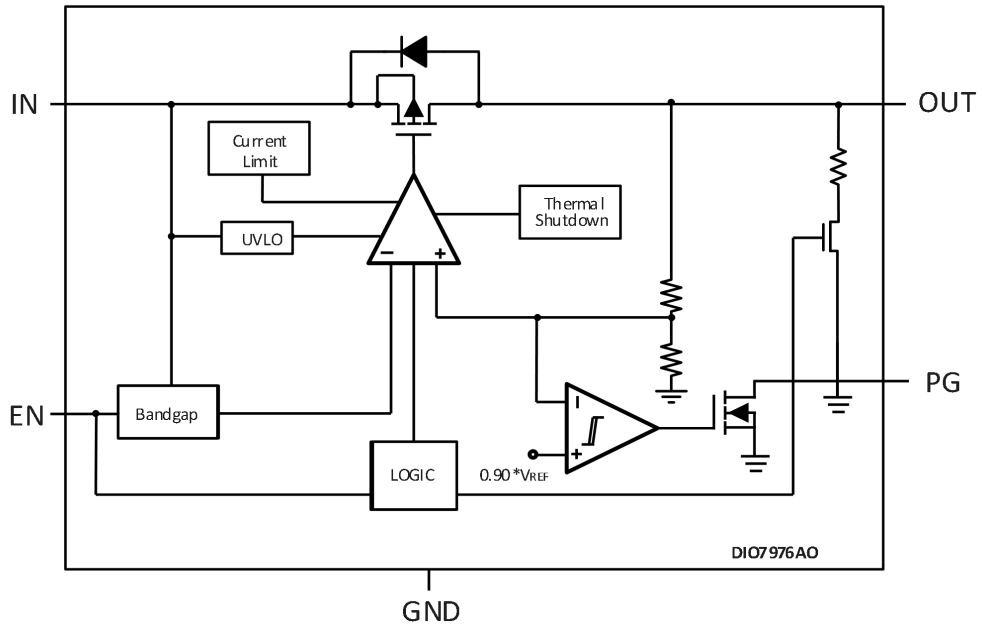 IN
OUT
Current
Limit
Thermal
Shutdown
UVLO
−
+
PG
EN
Bandgap
LOGIC
−
+
0.90*VREF
DIO7976AO
GND